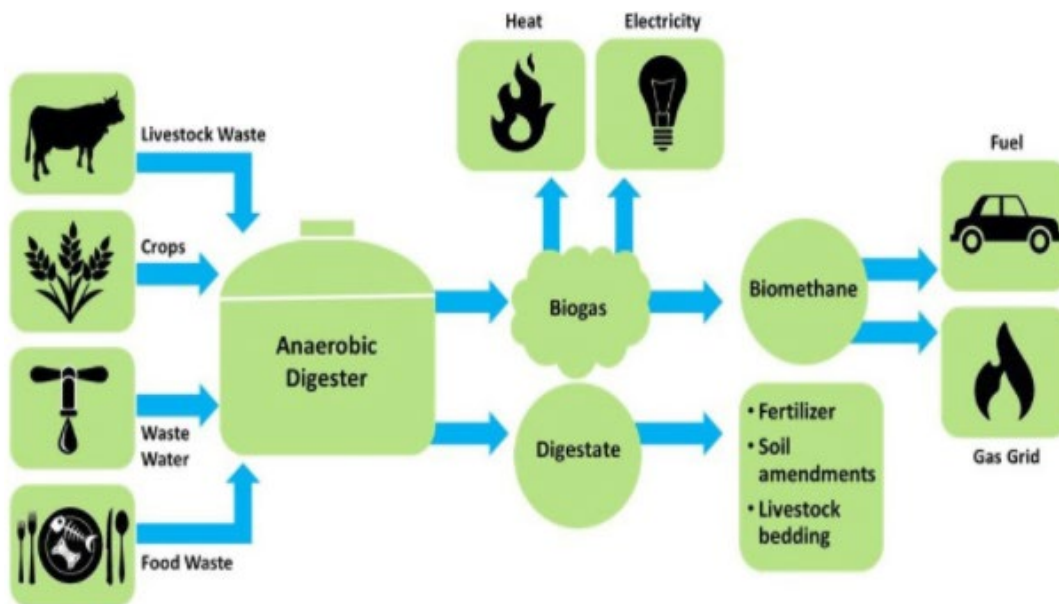 Heat
Electricity
Livestock Waste
Crops
Waste
Water
Food Waste
Anaerobic
Digester
Biogas
Digestate
Biomethane
• Fertilizer
• Soil
amendments
• Livestock
bedding
Fuel
Gas Grid